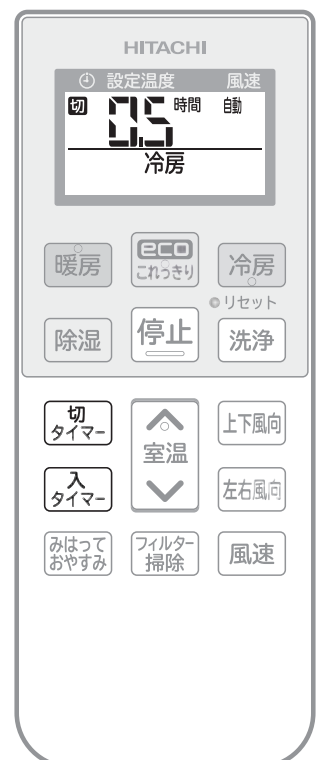 HITACHI
設定温度 風速
切 0.5 時間 自動
冷房
暖房 eco これっきり 冷房
リセット
除湿 停止 洗浄
切タイマー 室温 上下風向
入タイマー 左右風向
みはっておやすみ フィルター掃除 風速